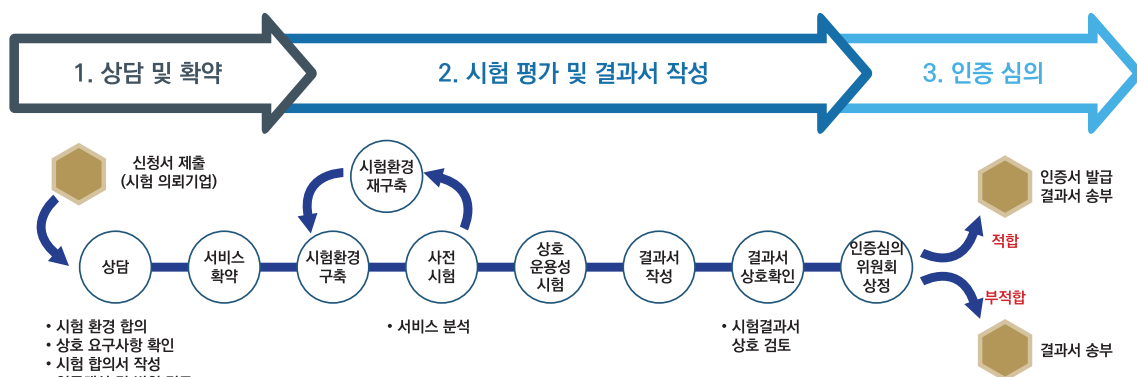 1. 상담 및 확약
2. 시험 평가 및 결과서 작성
3. 인증 심의
신청서 제출
(시험 의뢰기업)
시험환경
재구축
인증서 발급
결과서 송부
적합
상담
서비스
확약
시험환경
구축
사전
시험
상호
운용성
시험
결과서
작성
결과서
상호확인
인증심의
위원회
상정
부적합
결과서 송부
• 시험 환경 합의
• 상호 요구사항 확인
• 시험 합의서 작성
• 서비스 분석
• 시험결과서
상호 검토